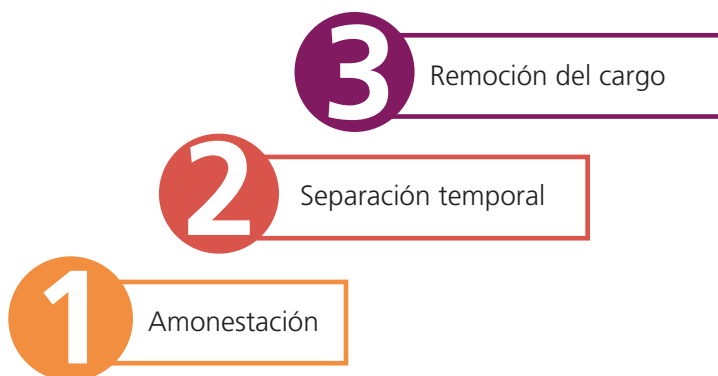 3
Remoción del cargo
2
Separación temporal
1
Amonestación